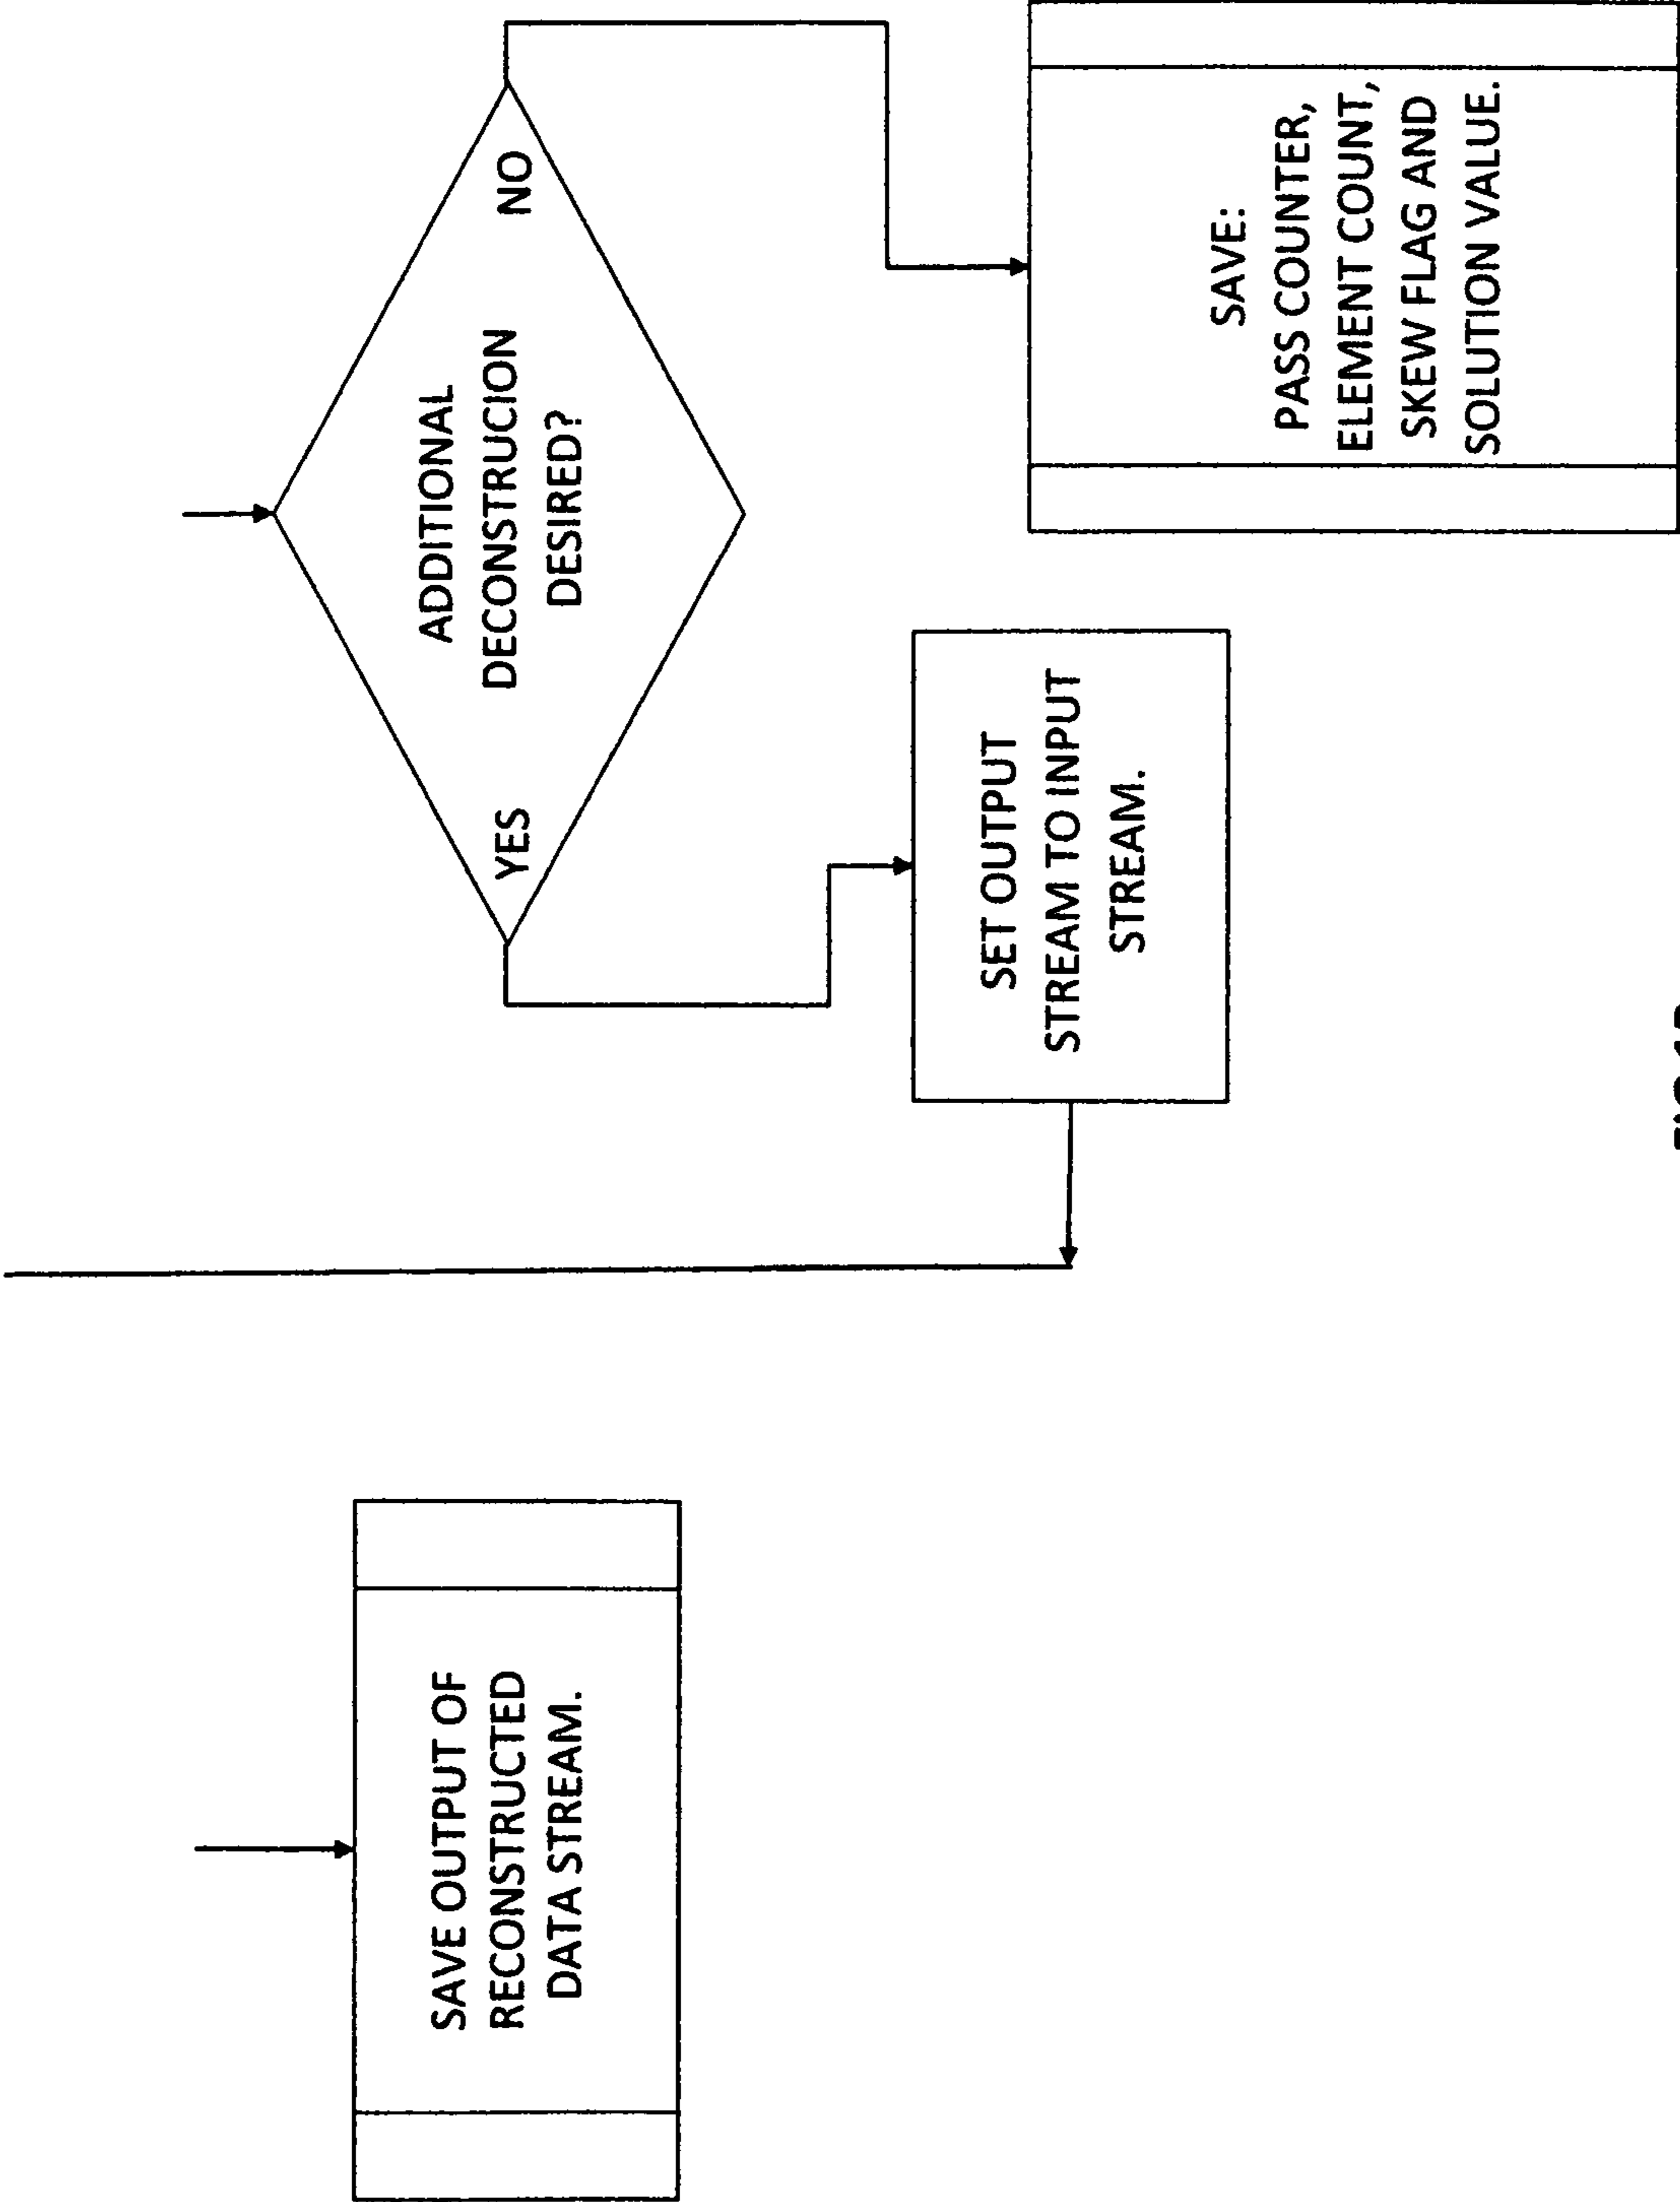 SAVE OUTPUT OF
RECONSTRUCTED
DATA STREAM.
ADDITIONAL
DECONSTRUCION
DESIRED?
YES
NO
SET OUTPUT
STREAM TO INPUT
STREAM.
SAVE:
PASS COUNTER,
ELEMENT COUNT,
SKEW FLAG AND
SOLUTION VALUE.